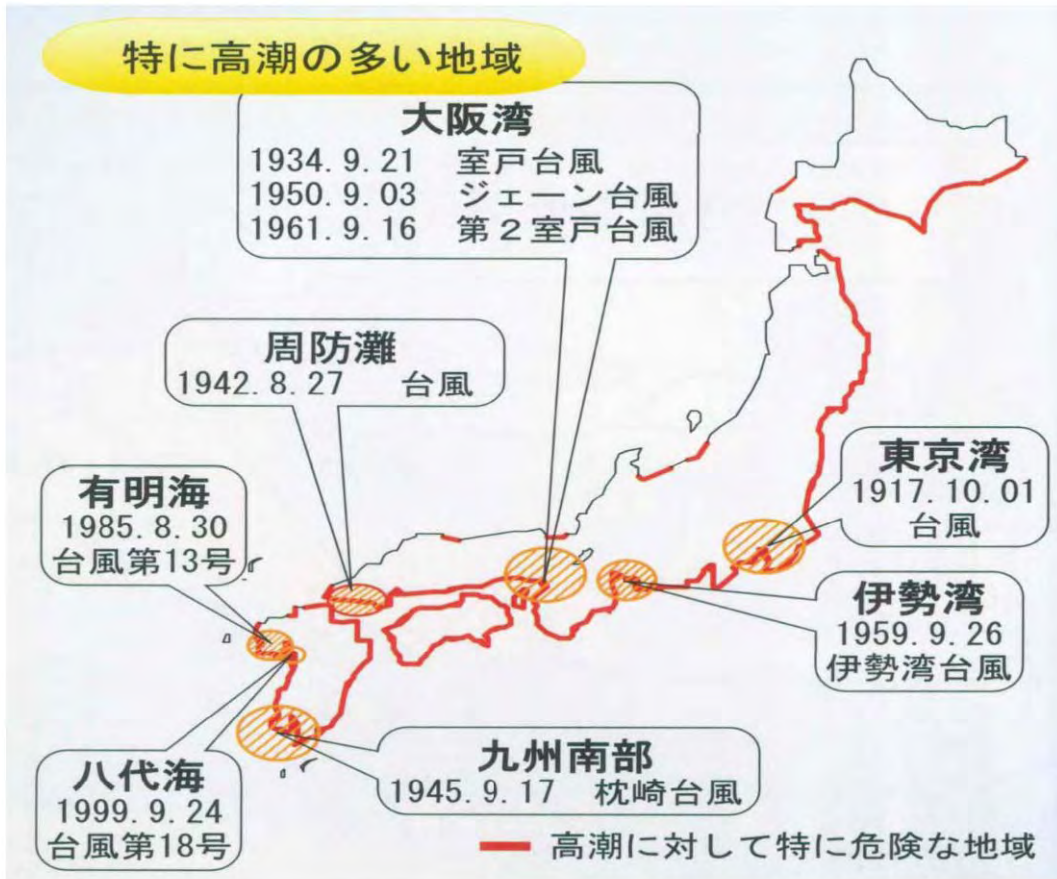 特に高潮の多い地域
大阪湾
1934.9.21 室戸台風
1950.9.03 ジェーン台風
1961.9.16 第2室戸台風
周防灘
1942.8.27 台風
有明海
1985.8.30
台風第13号
東京湾
1917.10.01
台風
伊勢湾
1959.9.26
伊勢湾台風
八代海
1999.9.24
台風第18号
九州南部
1945.9.17 枕崎台風
高潮に対して特に危険な地域